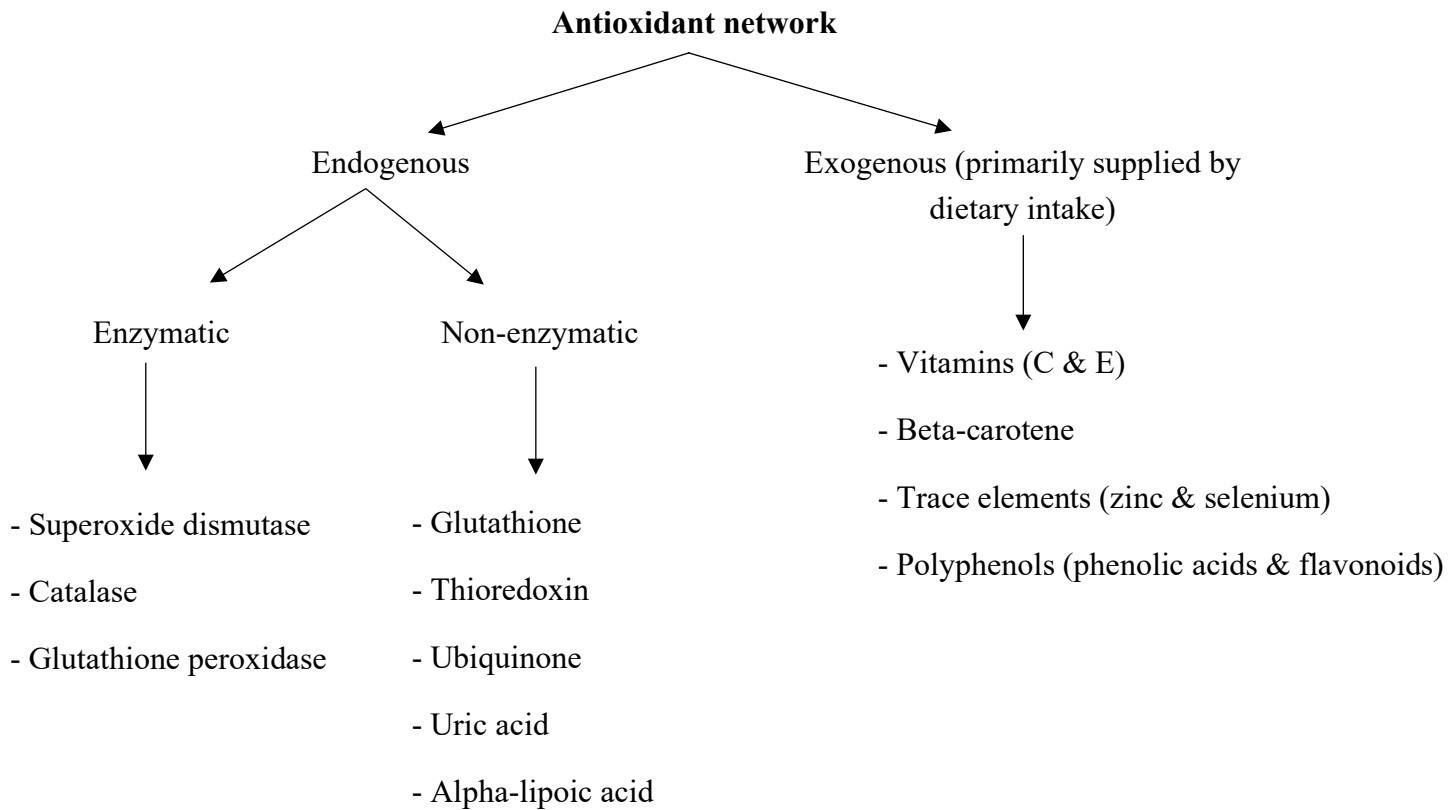 Antioxidant network
Endogenous
Exogenous (primarily supplied by
dietary intake)
Enzymatic
Non-enzymatic
- Superoxide dismutase
- Catalase
- Glutathione peroxidase
- Glutathione
- Thioredoxin
- Ubiquinone
- Uric acid
- Alpha-lipoic acid
- Vitamins (C & E)
- Beta-carotene
- Trace elements (zinc & selenium)
- Polyphenols (phenolic acids & flavonoids)